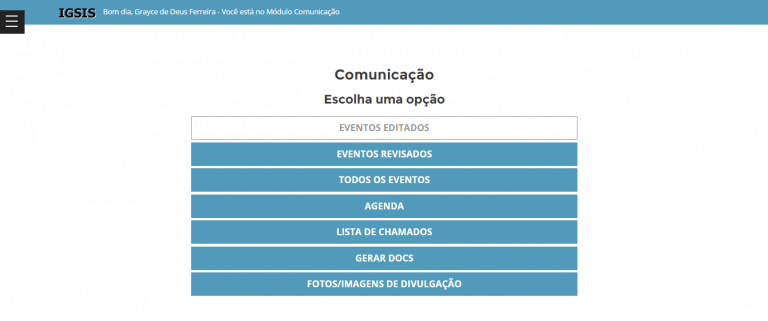 IGSIS Bom dia, Grayce de Deus Ferreira - Você está no Módulo Comunicação
Comunicação
Escolha uma opção
EVENTOS EDITADOS
EVENTOS REVISADOS
TODOS OS EVENTOS
AGENDA
LISTA DE CHAMADOS
GERAR DOCS
FOTOS/IMAGENS DE DIVULGAÇÃO